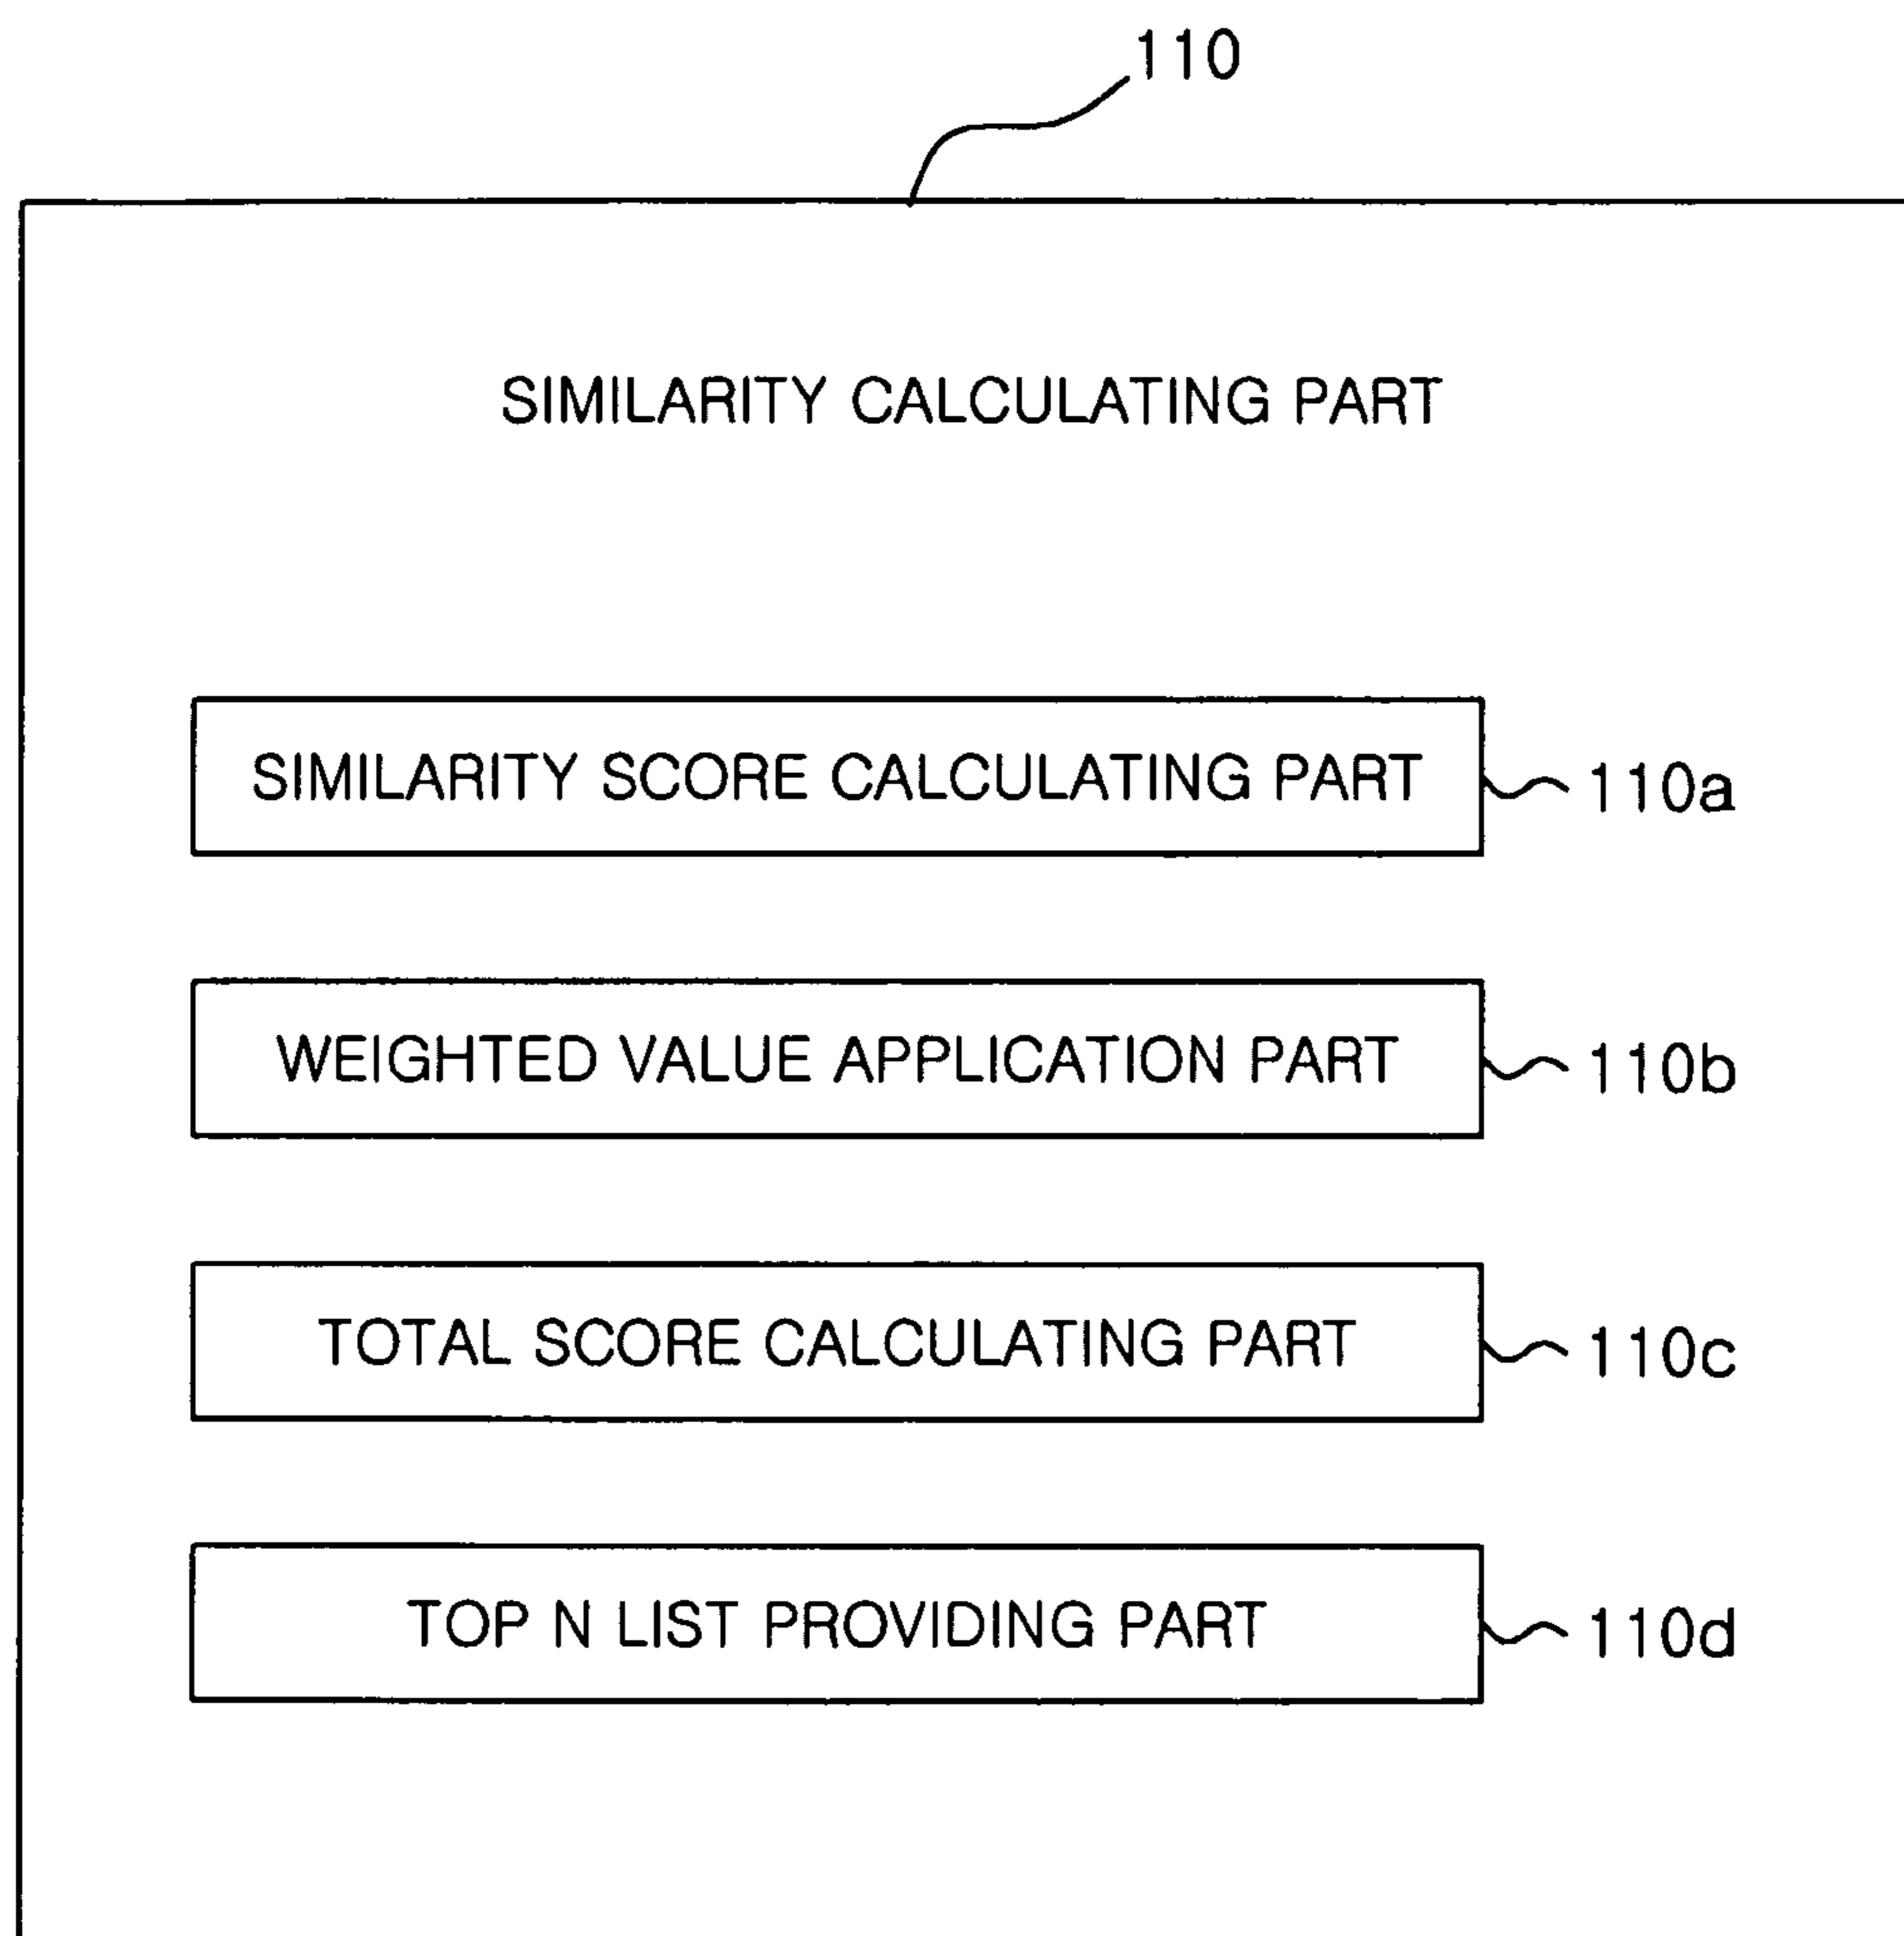 110
SIMILARITY CALCULATING PART
SIMILARITY SCORE CALCULATING PART 110a
WEIGHTED VALUE APPLICATION PART 110b
TOTAL SCORE CALCULATING PART 110c
TOP N LIST PROVIDING PART 110d